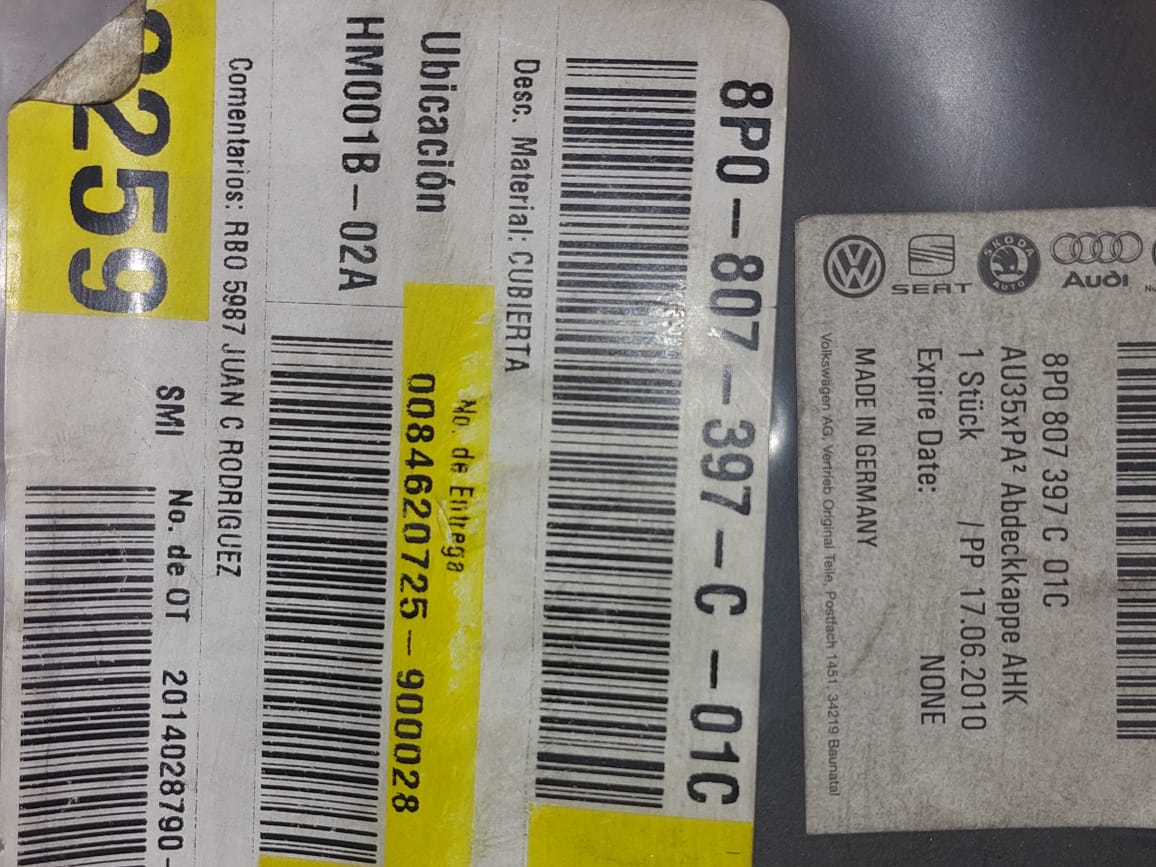 8P0-807-397-C-01C
Desc. Material: CUBIERTA
Ubicación
HM001B-02A
No. de Entrega
0084620725-900028
Comentarios: RBO 5987 JUAN C RODRIGUEZ
SMI No. de OT 2014028790-
259
SEAT
SKODA
AUTO
Audi
8P0 807 397 C 01C
AU35xPA² Abdeckkappe AHK
1 Stück / PP 17.06.2010
Expire Date: NONE
MADE IN GERMANY
Volkswagen AG, Vertrieb Original Teile, Postfach 1451, 34219 Baunatal